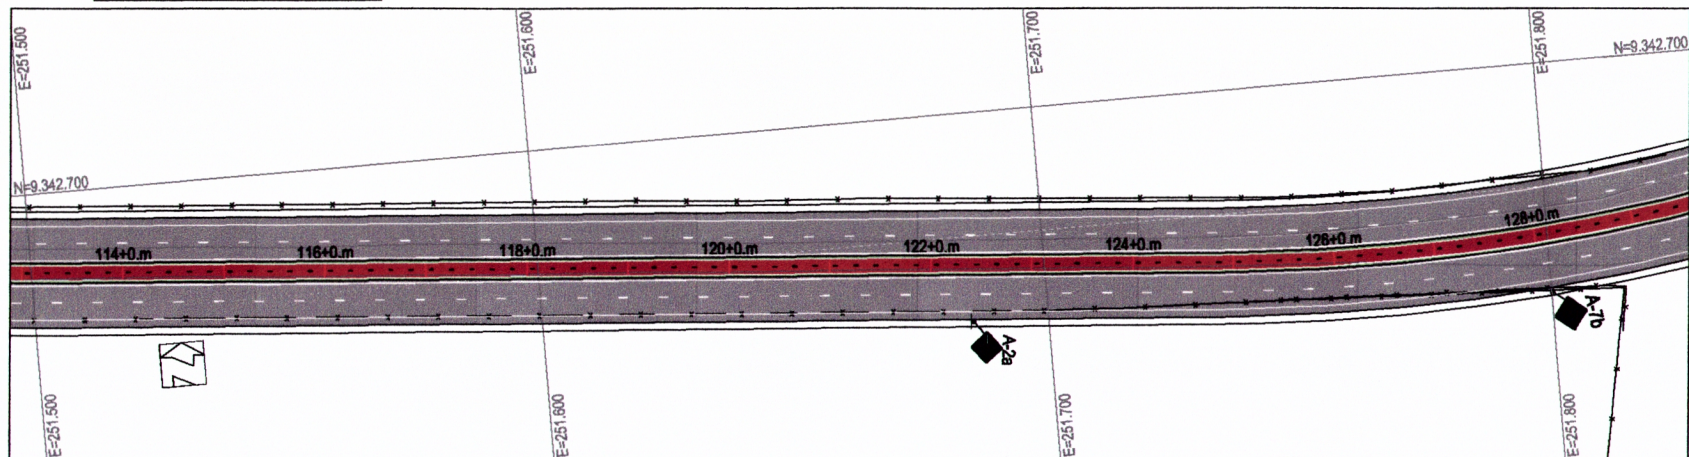 E=251.500
E=251.600
E=251.700
E=251.800
N=9.342.700
N=9.342.700
114+0.m
116+0.m
118+0.m
120+0.m
122+0.m
124+0.m
126+0.m
128+0.m
A-2a
A-7b
E=251.500
E=251.600
E=251.700
E=251.800